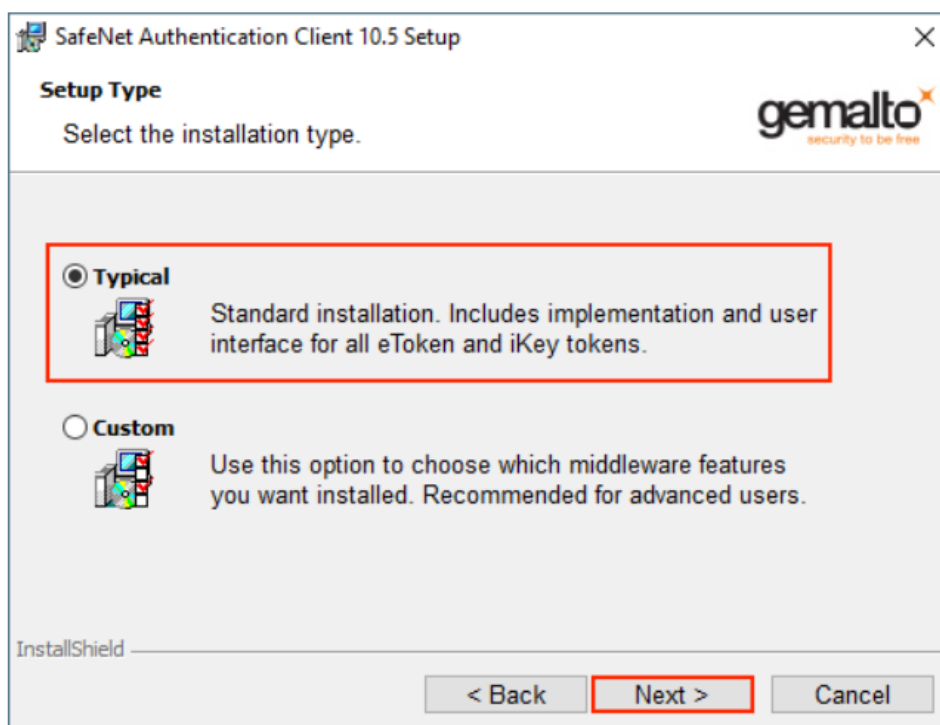 SafeNet Authentication Client 10.5 Setup
Setup Type
Select the installation type.
gemalto
security to be free
Typical
Standard installation. Includes implementation and user
interface for all eToken and iKey tokens.
Custom
Use this option to choose which middleware features
you want installed. Recommended for advanced users.
InstallShield
< Back
Next >
Cancel